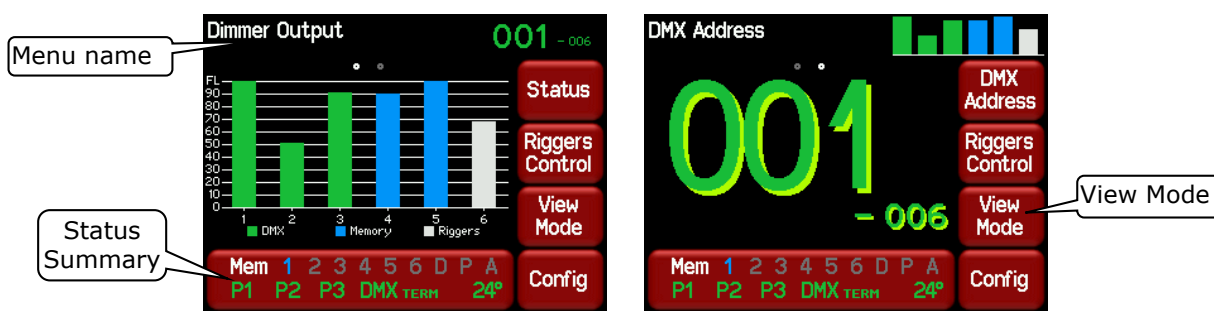 Menu name
Status
Summary
Dimmer Output
001 - 006
FL
90
80
70
60
50
40
30
20
10
0
1 2 3 4 5 6
DMX Memory Riggers
Status
Riggers
Control
View
Mode
Config
Mem 1 2 3 4 5 6 D P A
P1 P2 P3 DMX TERM 24°
DMX Address
001
- 006
DMX
Address
Riggers
Control
View
Mode
Config
Mem 1 2 3 4 5 6 D P A
P1 P2 P3 DMX TERM 24°
View Mode